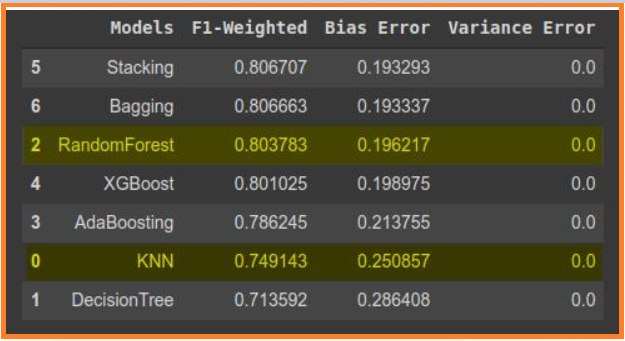 Models F1-Weighted Bias Error Variance Error
5 Stacking 0.806707 0.193293 0.0
6 Bagging 0.806663 0.193337 0.0
2 RandomForest 0.803783 0.196217 0.0
4 XGBoost 0.801025 0.198975 0.0
3 AdaBoosting 0.786245 0.213755 0.0
0 KNN 0.749143 0.250857 0.0
1 DecisionTree 0.713592 0.286408 0.0